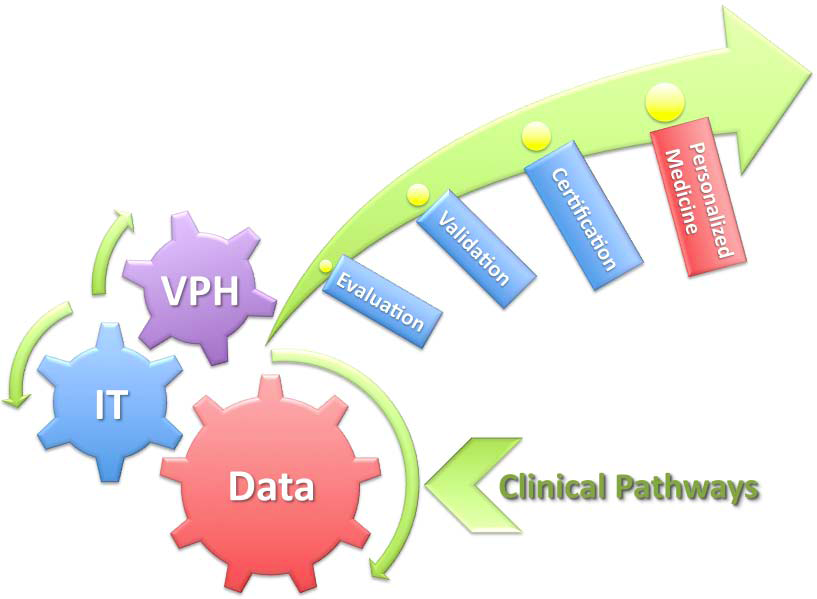 VPH
IT
Data
Evaluation
Validation
Certification
Personalized
Medicine
Clinical Pathways